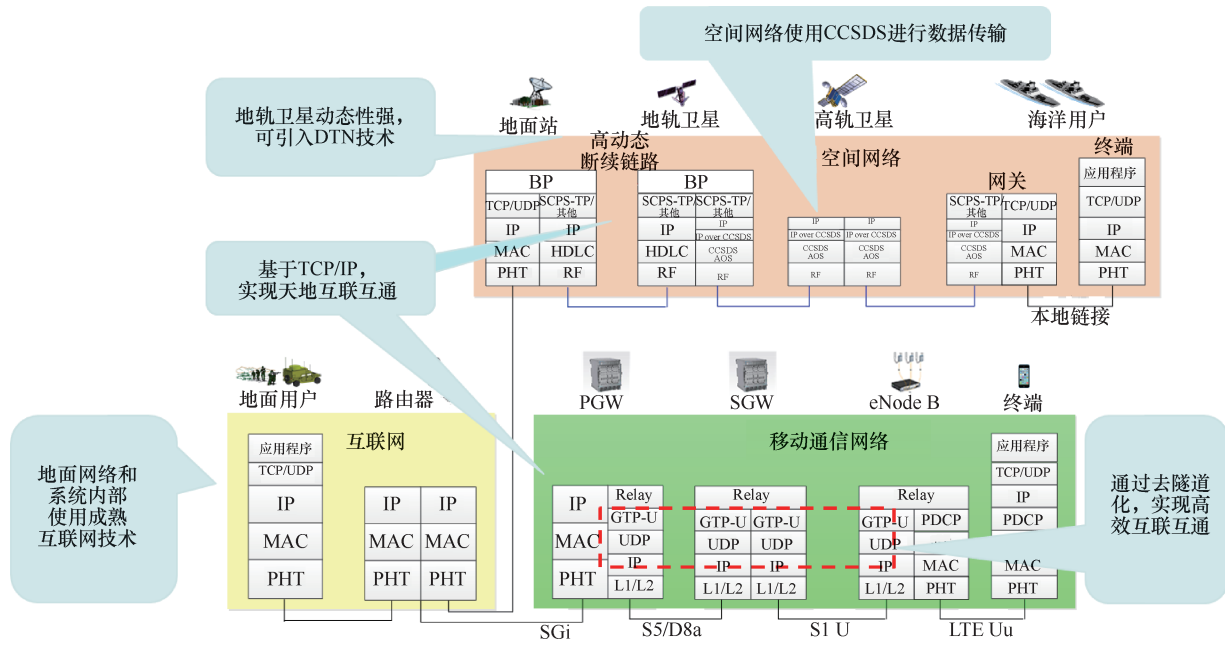 空间网络使用CCSDS进行数据传输
地轨卫星动态性强,
可引入DTN技术
地面站
地轨卫星
高轨卫星
海洋用户
高动态
断续链路
空间网络
终端
网关
BP
TCP/UDP
SCPS-TP/
其他
IP
IP
MAC
HDLC
PHT
RF
BP
SCPS-TP/
其他
SCPS-TP/
其他
IP
IP
IP over CCSDS
HDLC
CCSDS
AOS
RF
RF
IP
IP
IP over CCSDS
IP over CCSDS
CCSDS
AOS
CCSDS
AOS
RF
RF
SCPS-TP/
其他
TCP/UDP
IP
IP over CCSDS
IP
CCSDS
AOS
MAC
RF
PHT
应用程序
TCP/UDP
IP
MAC
PHT
本地链接
基于TCP/IP,
实现天地互联互通
地面用户
路由器
PGW
SGW
eNode B
终端
地面网络和
系统内部
使用成熟
互联网技术
互联网
应用程序
TCP/UDP
IP
MAC
PHT
IP
IP
MAC
MAC
PHT
PHT
移动通信网络
IP
MAC
PHT
Relay
GTP-U
UDP
IP
L1/L2
Relay
GTP-U
GTP-U
UDP
UDP
IP
IP
L1/L2
L1/L2
Relay
GTP-U
PDCP
UDP
IP
MAC
L1/L2
PHT
应用程序
TCP/UDP
IP
PDCP
MAC
PHT
通过去隧道
化,实现高
效互联互通
SGi
S5/D8a
S1 U
LTE Uu